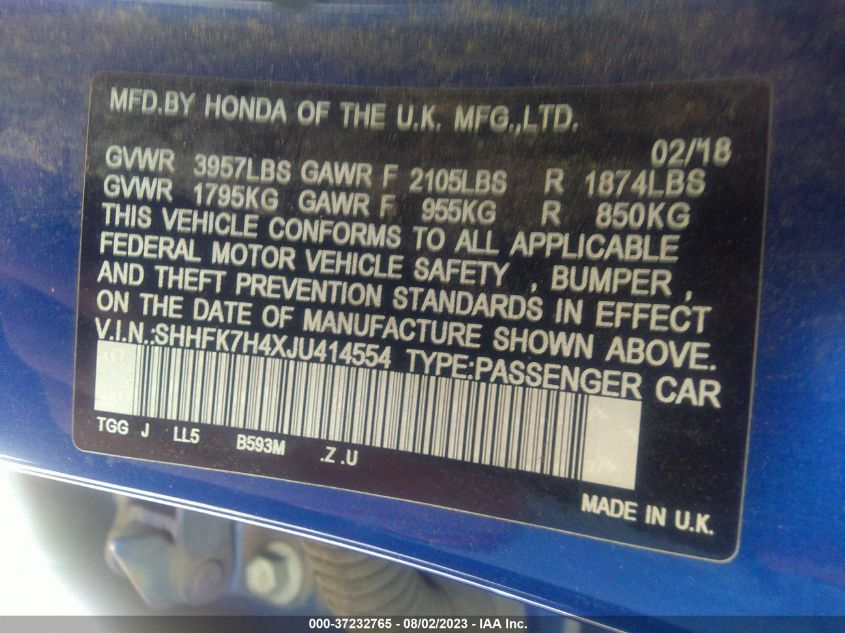 MFD.BY HONDA OF THE U.K. MFG.,LTD.
02/'18
GVWR 3957LBS GAWR F 2105LBS R 1874LBS
GVWR 1795KG GAWR F 955KG R 850KG
THIS VEHICLE CONFORMS TO ALL APPLICABLE
FEDERAL MOTOR VEHICLE SAFETY , BUMPER ,
AND THEFT PREVENTION STANDARDS IN EFFECT
ON THE DATE OF MANUFACTURE SHOWN ABOVE.
V.I.N.:SHHFK7H4XJU414554 TYPE:PASSENGER CAR
TGG J LL5 B593M .Z .U
MADE IN U.K.
000-37232765 - 08/02/2023 - IAA Inc.